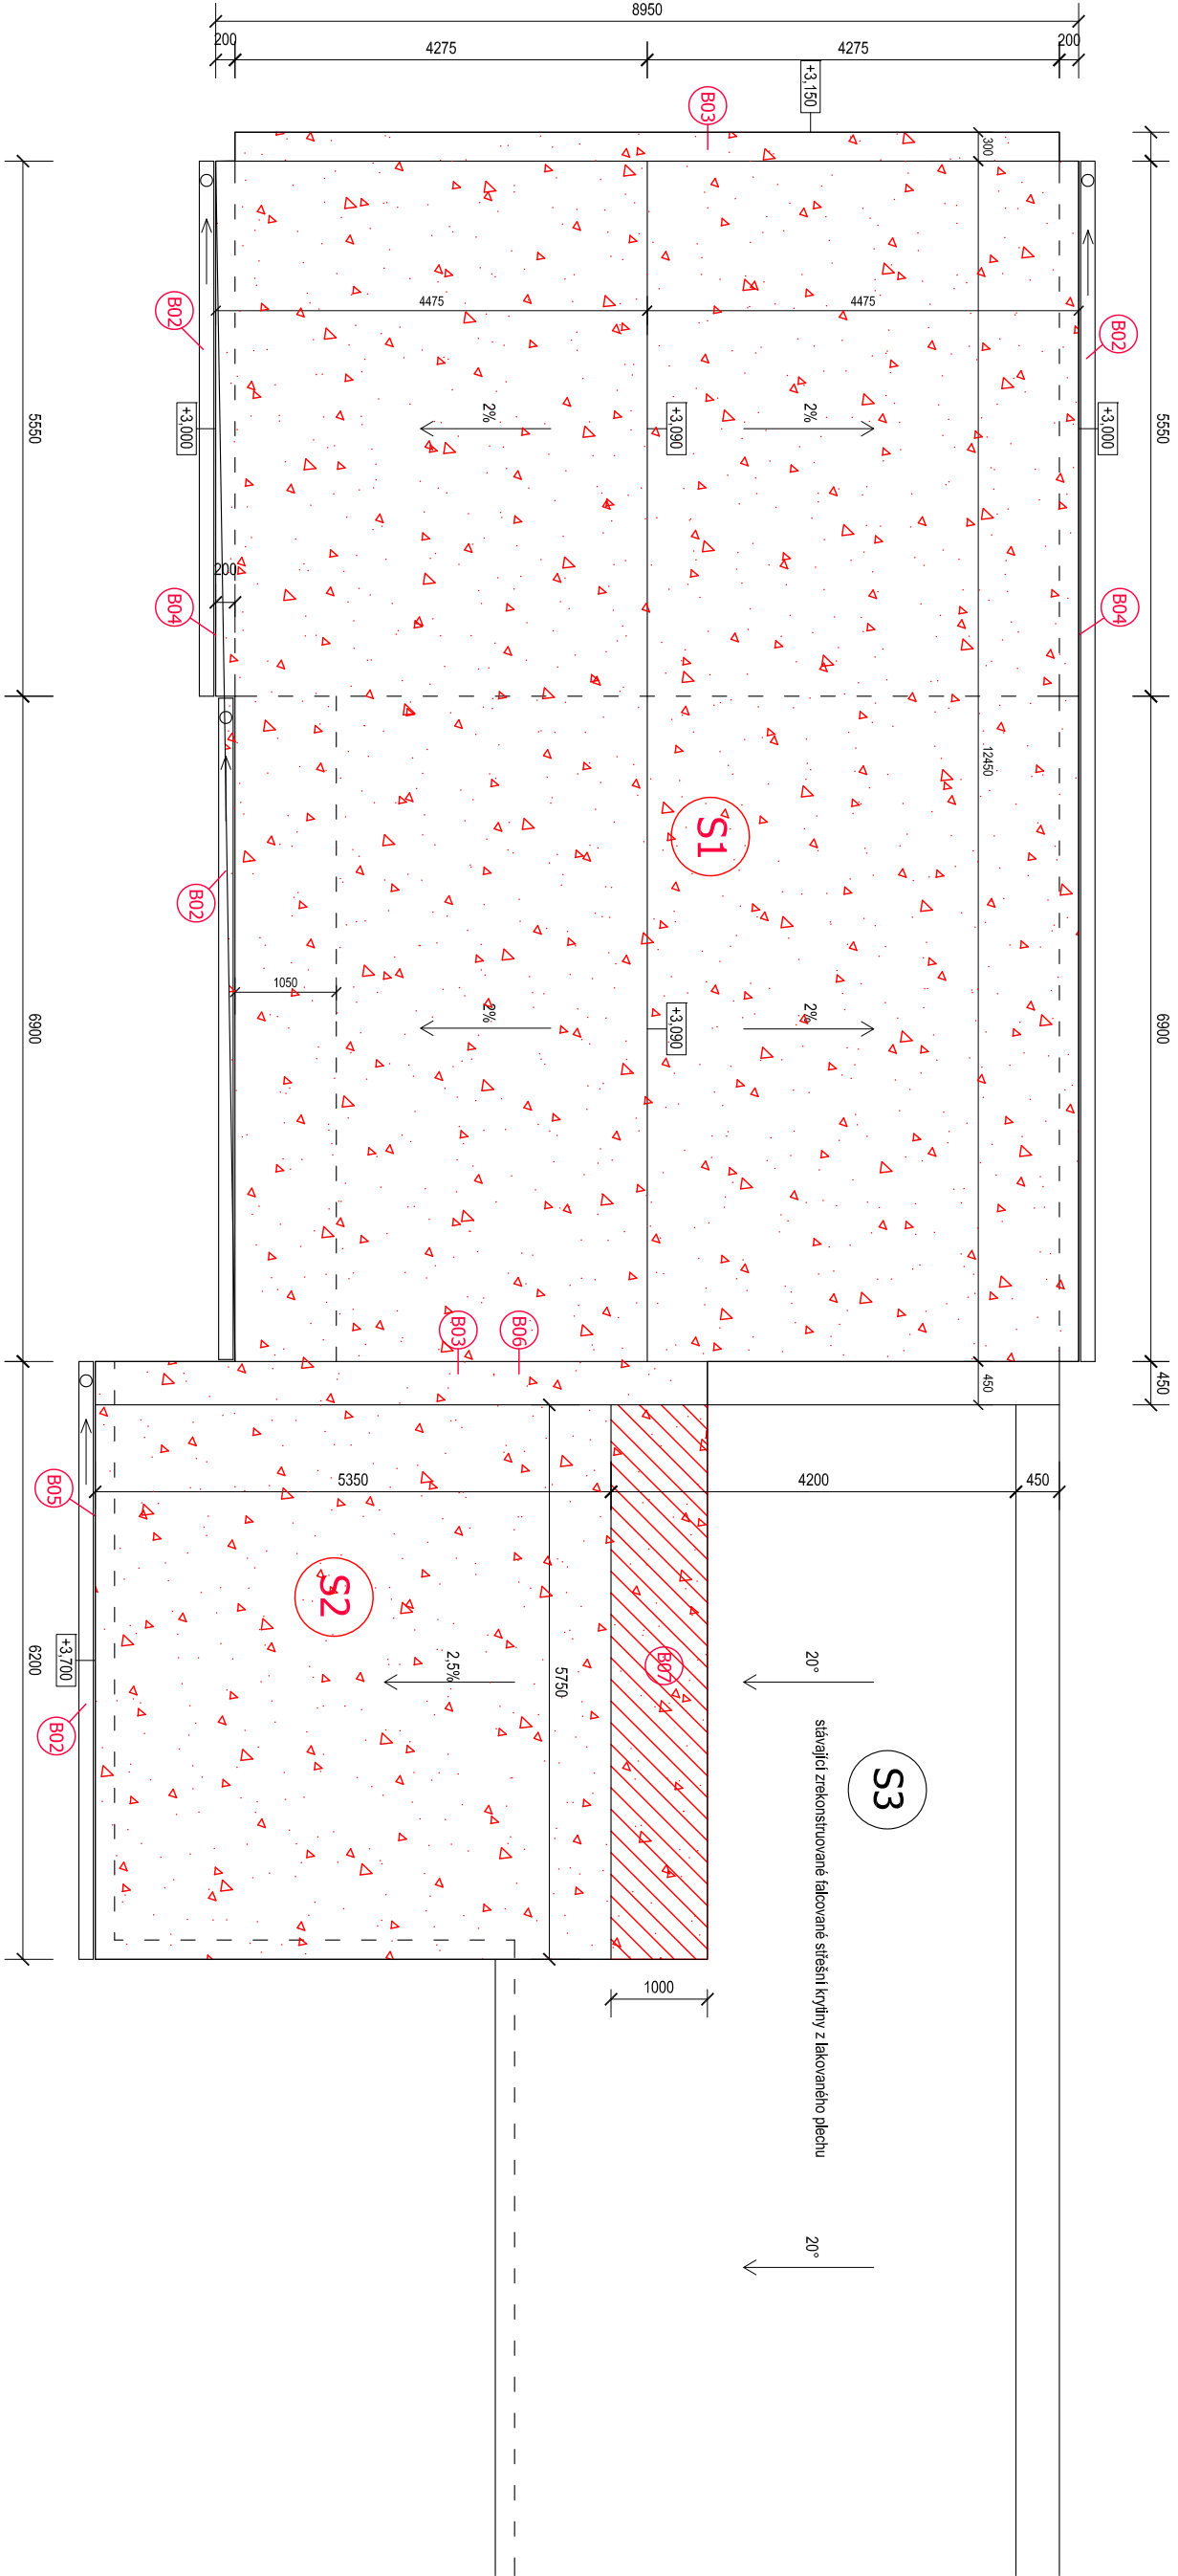 8950
200
4275
4275
200
+3,150
B03
300
5550
B02
+3,000
4475
4475
B02
+3,000
5550
2%
+3,090
2%
200
B04
B04
12450
S1
B02
1050
6900
6900
2%
+3,090
2%
B03
B06
450
450
B05
5350
4200
450
S2
+3,700
B02
6200
2,5%
5750
B07
20°
S3
stávající zrekonstruované falcované střešní krytiny z lakovaného plechu
1000
20°